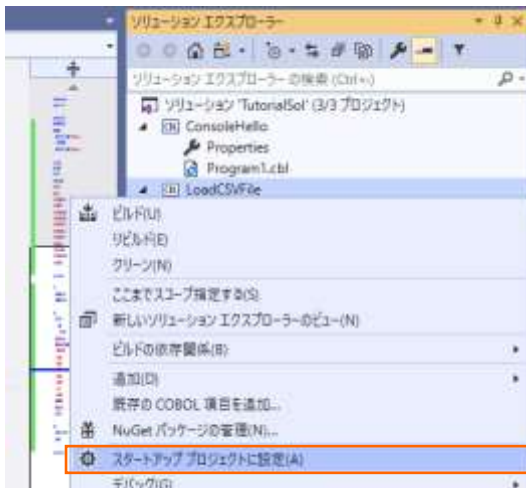 ソリューション エクスプローラー
ソリューション エクスプローラー の検索 (Ctrl+;)
ソリューション 'TutorialSol' (3/3 プロジェクト)
ConsoleHello
Properties
Program1.cbl
LoadCSVFile
ビルド(U)
リビルド(E)
クリーン(N)
ここまでスコープ指定する(S)
新しいソリューション エクスプローラーのビュー(N)
ビルドの依存関係(B)
追加(D)
既存の COBOL 項目を追加...
NuGet パッケージの管理(N)...
スタートアップ プロジェクトに設定(A)
デバッグ(G)